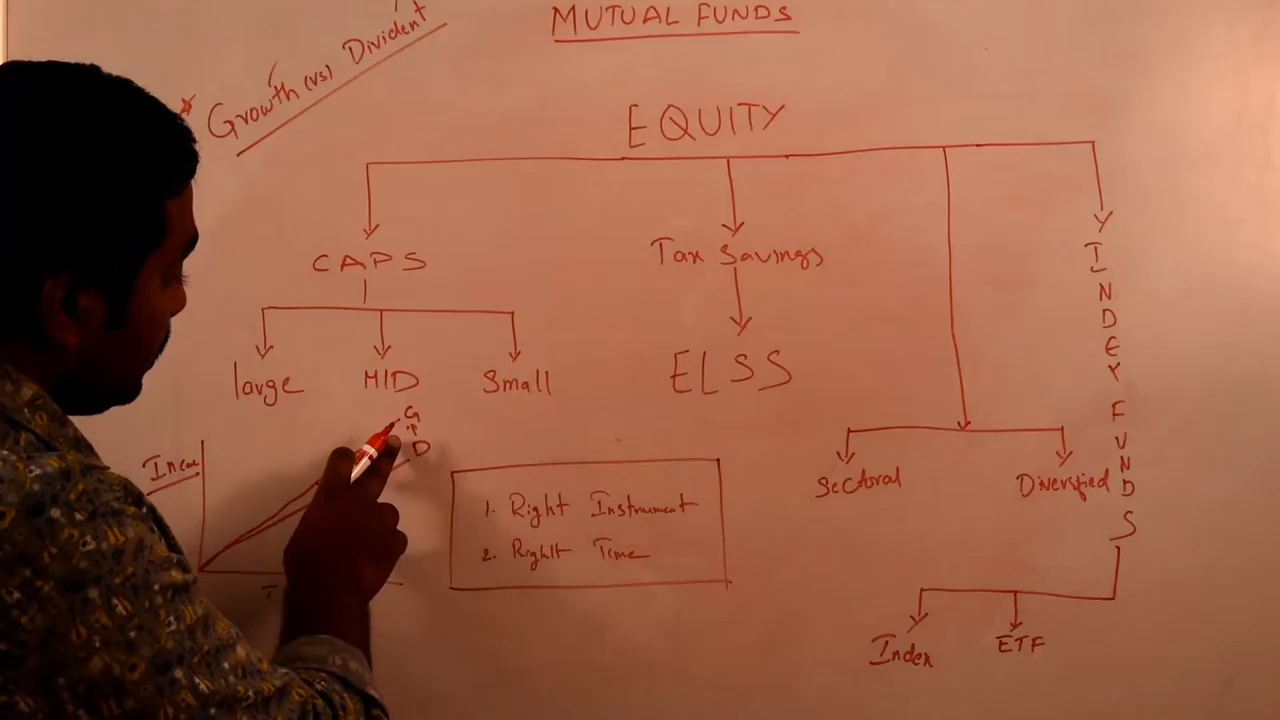 MUTUAL FUNDS
Growth (vs) Divident
EQUITY
CAPS
Tax Savings
INDEX FUNDS
large
MID
Small
ELSS
G
D
Sectoral
Diversified
1. Right Instrument
2. Right Time
Index
ETF